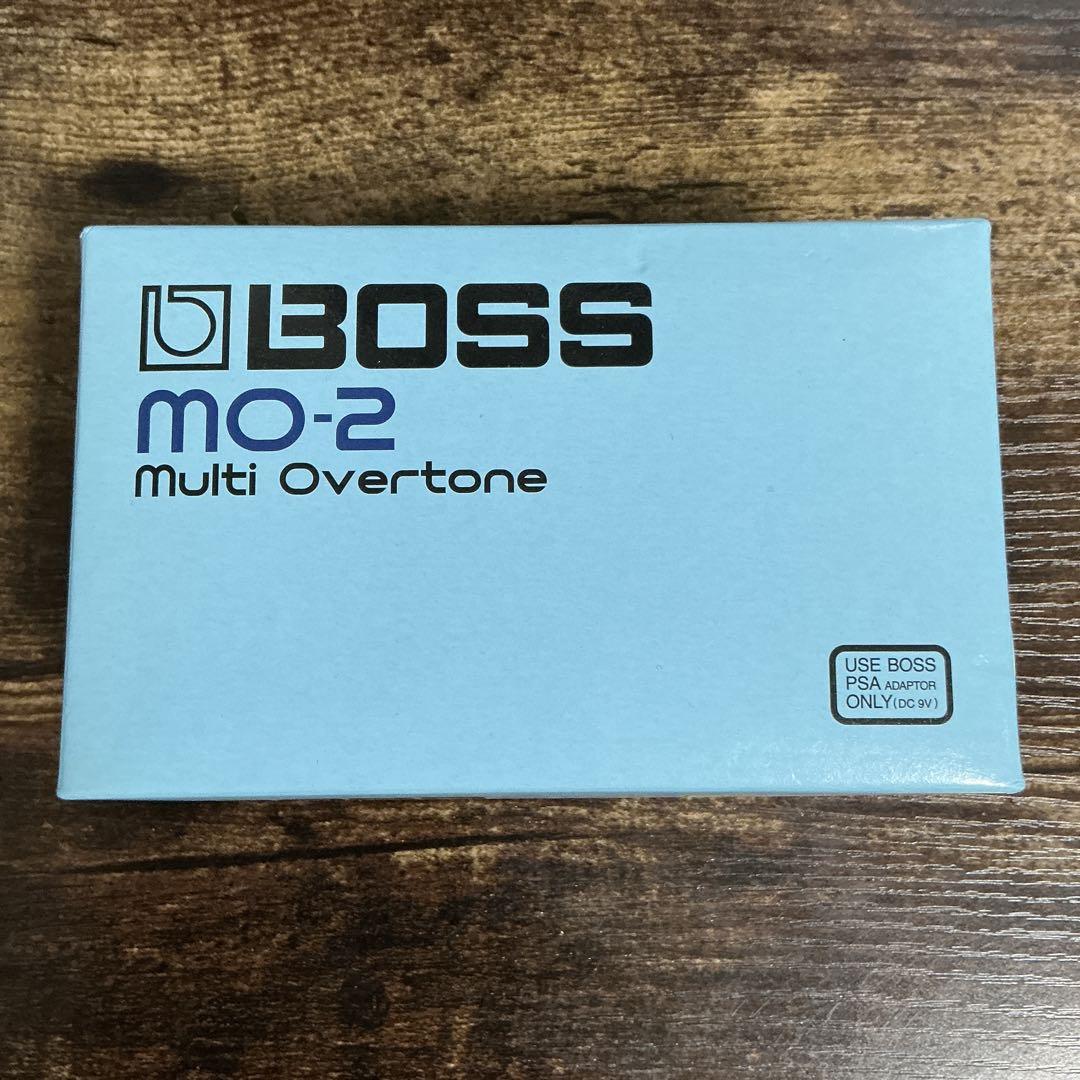 BOSS
MO-2
Multi Overtone
USE BOSS
PSA ADAPTOR
ONLY(DC 9V)